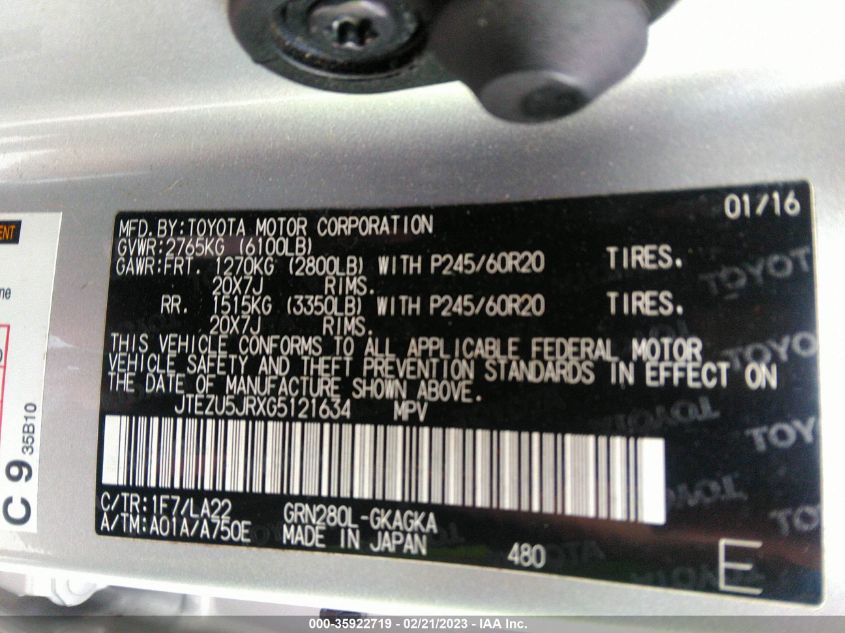 01/16
MFD.BY:TOYOTA MOTOR CORPORATION
GVWR:2765KG (6100LB)
GAWR:FRT. 1270KG (2800LB) WITH P245/60R20 TIRES.
20X7J RIMS.
RR. 1515KG (3350LB) WITH P245/60R20 TIRES.
20X7J RIMS.
THIS VEHICLE CONFORMS TO ALL APPLICABLE FEDERAL MOTOR
VEHICLE SAFETY AND THEFT PREVENTION STANDARDS IN EFFECT ON
THE DATE OF MANUFACTURE SHOWN ABOVE.
JTEZU5JRXG5121634 MPV
C/TR:1F7/LA22 GRN280L-GKAGKA
A/TM:A01A/A750E MADE IN JAPAN 480
E
C 9 35B10
TOYOTA
000-35922719 - 02/21/2023 - IAA Inc.